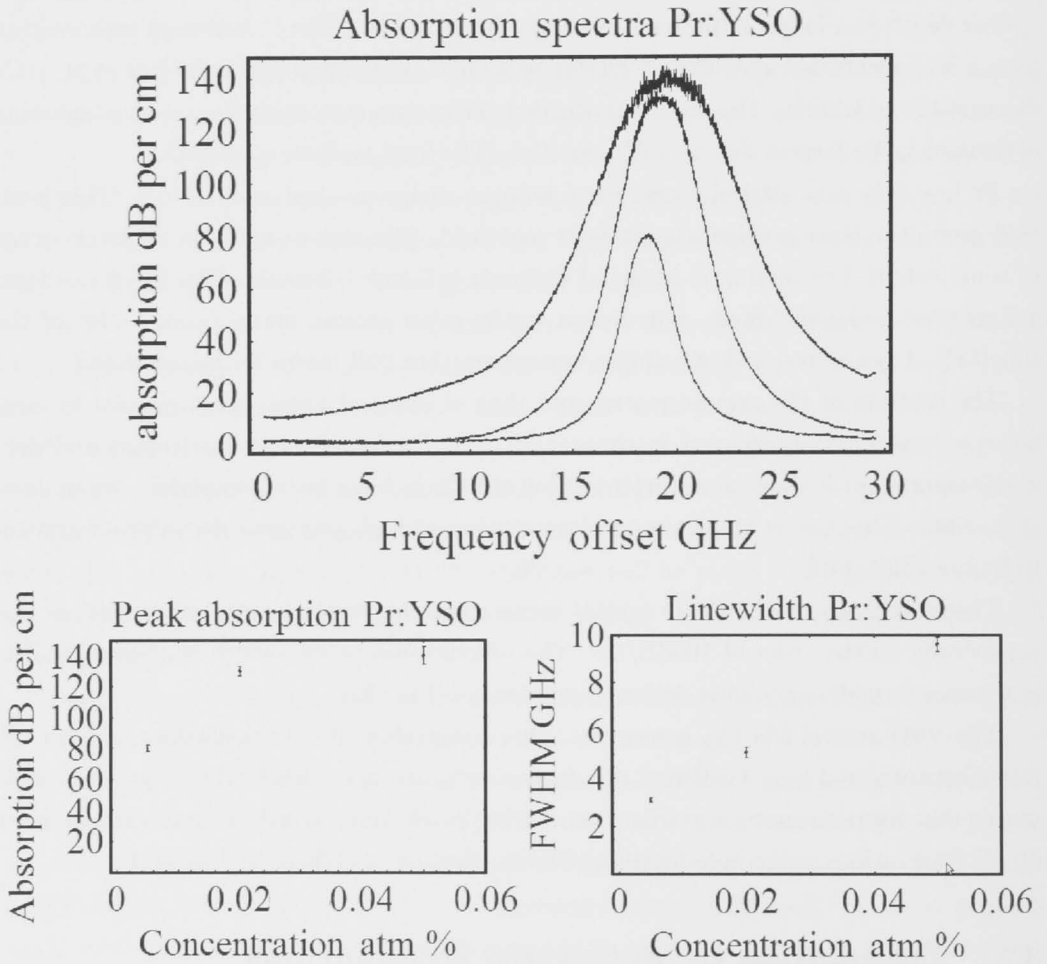 Absorption spectra Pr:YSO
absorption dB per cm
140
120
100
80
60
40
20
0
0 5 10 15 20 25 30
Frequency offset GHz
Peak absorption Pr:YSO
Absorption dB per cm
140
120
100
80
60
40
20
0 0.02 0.04 0.06
Concentration atm %
Linewidth Pr:YSO
FWHM GHz
10
8
6
4
2
0 0.02 0.04 0.06
Concentration atm %